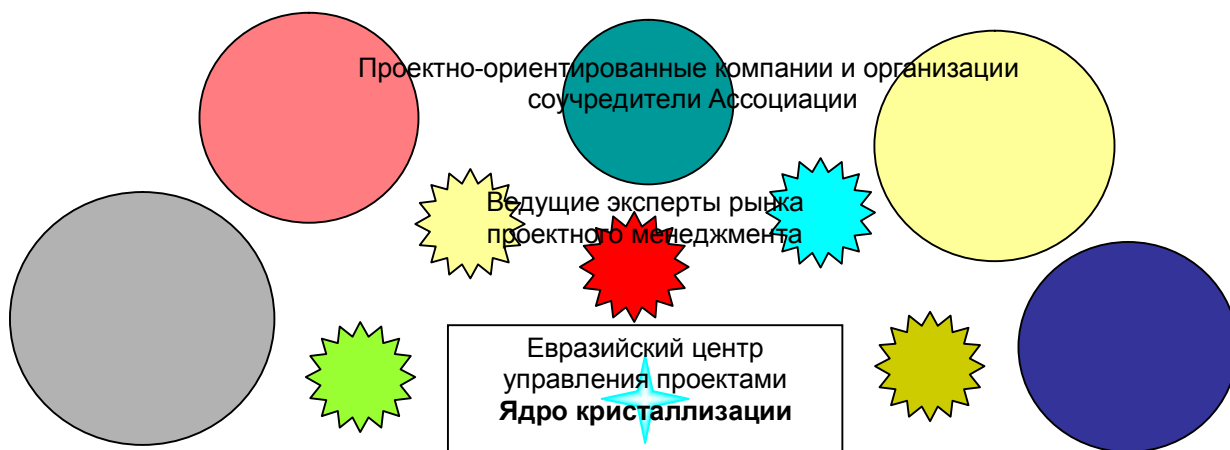 Проектно-ориентированные компании и организации
соучредители Ассоциации
Ведущие эксперты рынка
проектного менеджмента
Евразийский центр
управления проектами
Ядро кристаллизации